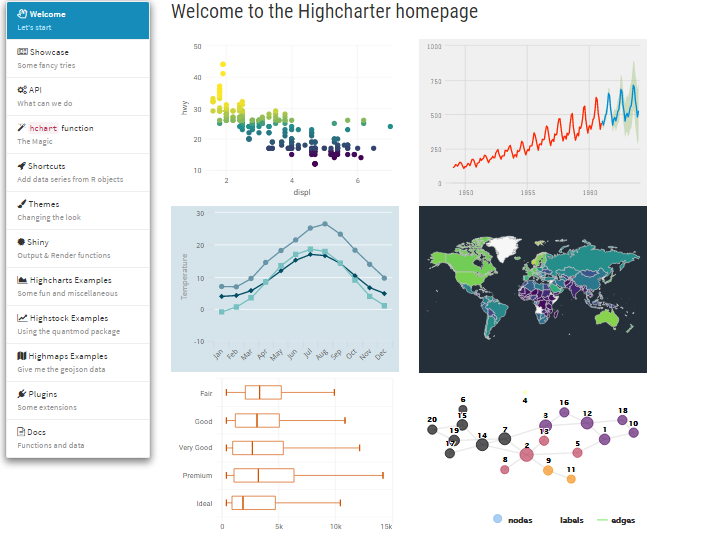 Welcome
Let's start
Showcase
Some fancy tries
API
What can we do
hchart function
The Magic
Shortcuts
Add data series from R objects
Themes
Changing the look
Shiny
Output & Render functions
Highcharts Examples
Some fun and miscellaneous
Highstock Examples
Using the quantmod package
Highmaps Examples
Give me the geojson data
Plugins
Some extensions
Docs
Functions and data
Welcome to the Highcharter homepage
50
40
30
20
10
hwy
2 4 6
displ
1000
750
500
250
0
1950 1955 1960
30
20
10
0
-10
Temperature
Jan Feb Mar Apr May Jun Jul Aug Sep Oct Nov Dec
Fair
Good
Very Good
Premium
Ideal
0 5k 10k 15k
6 4 16
20 15 3 12 18
19 7 13 1 10
17 14 2 5
8 9 11
nodes labels edges